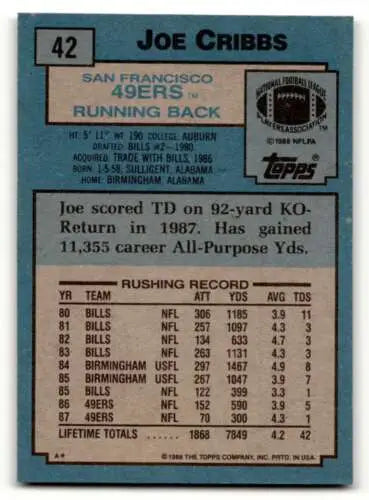 42
JOE CRIBBS
SAN FRANCISCO
49ERS™
RUNNING BACK
NATIONAL FOOTBALL LEAGUE
PLAYERS ASSOCIATION
©1988 NFLPA
Topps
HT: 5' 11" WT: 190 COLLEGE: AUBURN
DRAFTED: BILLS #2-1980
ACQUIRED: TRADE WITH BILLS, 1986
BORN: 1-5-58, SULLIGENT, ALABAMA
HOME: BIRMINGHAM, ALABAMA
Joe scored TD on 92-yard KO-
Return in 1987. Has gained
11,355 career All-Purpose Yds.
RUSHING RECORD
YR TEAM ATT YDS AVG TDS
80 BILLS NFL 306 1185 3.9 11
81 BILLS NFL 257 1097 4.3 3
82 BILLS NFL 134 633 4.7 3
83 BILLS NFL 263 1131 4.3 3
84 BIRMINGHAM USFL 297 1467 4.9 8
85 BIRMINGHAM USFL 267 1047 3.9 7
85 BILLS NFL 122 399 3.3 1
86 49ERS NFL 152 590 3.9 5
87 49ERS NFL 70 300 4.3 1
LIFETIME TOTALS ...... 1868 7849 4.2 42
A* ©1988 THE TOPPS COMPANY, INC. PRTD. IN U.S.A.